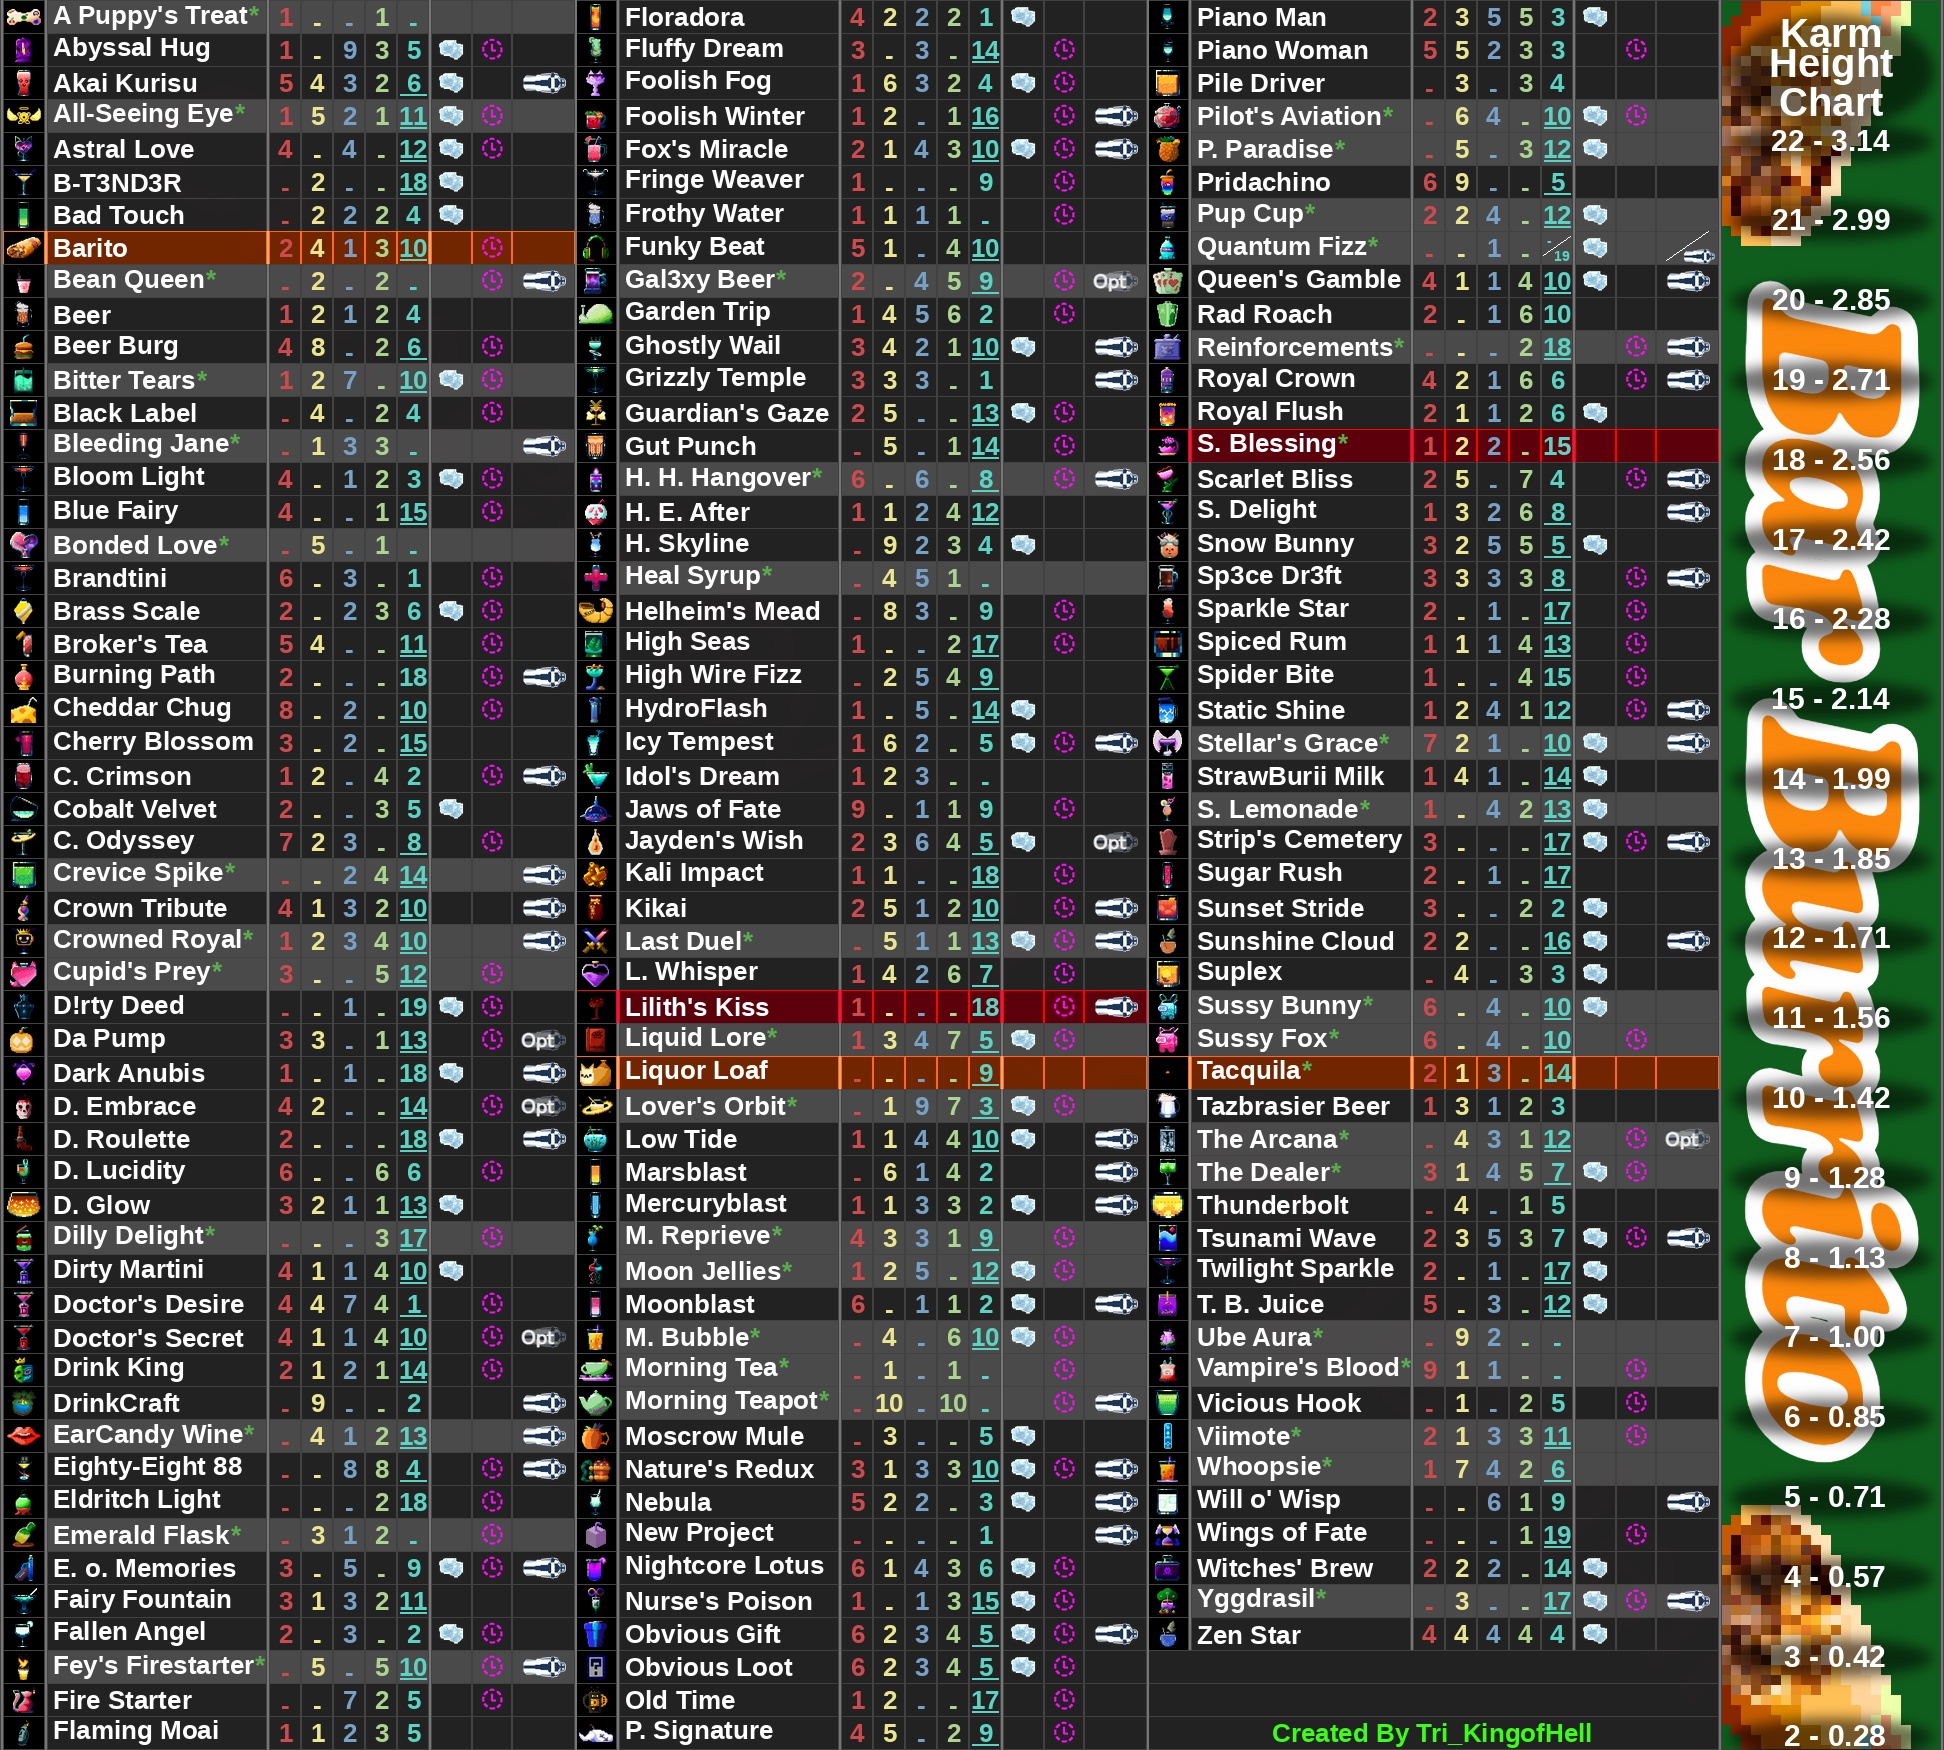 A Puppy's Treat* 1 - - 1 -
Abyssal Hug 1 - 9 3 5
Akai Kurisu 5 4 3 2 6
All-Seeing Eye* 1 5 2 1 11
Astral Love 4 - 4 - 12
B-T3ND3R - 2 - - 18
Bad Touch - 2 2 2 4
Barito 2 4 1 3 10
Bean Queen* - 2 - 2 -
Beer 1 2 1 2 4
Beer Burg 4 8 - 2 6
Bitter Tears* 1 2 7 - 10
Black Label - 4 - 2 4
Bleeding Jane* - 1 3 3 -
Bloom Light 4 - 1 2 3
Blue Fairy 4 - - 1 15
Bonded Love* - 5 - 1 -
Brandtini 6 - 3 - 1
Brass Scale 2 - 2 3 6
Broker's Tea 5 4 - - 11
Burning Path 2 - - - 18
Cheddar Chug 8 - 2 - 10
Cherry Blossom 3 - 2 - 15
C. Crimson 1 2 - 4 2
Cobalt Velvet 2 - - 3 5
C. Odyssey 7 2 3 - 8
Crevice Spike* - - 2 4 14
Crown Tribute 4 1 3 2 10
Crowned Royal* 1 2 3 4 10
Cupid's Prey* 3 - - 5 12
D!rty Deed - - 1 - 19
Da Pump 3 3 - 1 13 Opt
Dark Anubis 1 - 1 - 18
D. Embrace 4 2 - - 14 Opt
D. Roulette 2 - - - 18
D. Lucidity 6 - - 6 6
D. Glow 3 2 1 1 13
Dilly Delight* - - - 3 17
Dirty Martini 4 1 1 4 10
Doctor's Desire 4 4 7 4 1
Doctor's Secret 4 1 1 4 10 Opt
Drink King 2 1 2 1 14
DrinkCraft - 9 - - 2
EarCandy Wine* - 4 1 2 13
Eighty-Eight 88 - - 8 8 4
Eldritch Light - - - 2 18
Emerald Flask* - 3 1 2 -
E. o. Memories 3 - 5 - 9
Fairy Fountain 3 1 3 2 11
Fallen Angel 2 - 3 - 2
Fey's Firestarter* - 5 - 5 10
Fire Starter - - 7 2 5
Flaming Moai 1 1 2 3 5
Floradora 4 2 2 2 1
Fluffy Dream 3 - 3 - 14
Foolish Fog 1 6 3 2 4
Foolish Winter 1 2 - 1 16
Fox's Miracle 2 1 4 3 10
Fringe Weaver 1 - - - 9
Frothy Water 1 1 1 1 -
Funky Beat 5 1 - 4 10
Gal3xy Beer* 2 - 4 5 9 Opt
Garden Trip 1 4 5 6 2
Ghostly Wail 3 4 2 1 10
Grizzly Temple 3 3 3 - 1
Guardian's Gaze 2 5 - - 13
Gut Punch - 5 - 1 14
H. H. Hangover* 6 - 6 - 8
H. E. After 1 1 2 4 12
H. Skyline - 9 2 3 4
Heal Syrup* - 4 5 1 -
Helheim's Mead - 8 3 - 9
High Seas 1 - - 2 17
High Wire Fizz - 2 5 4 9
HydroFlash 1 - 5 - 14
Icy Tempest 1 6 2 - 5
Idol's Dream 1 2 3 - -
Jaws of Fate 9 - 1 1 9
Jayden's Wish 2 3 6 4 5 Opt
Kali Impact 1 1 - - 18
Kikai 2 5 1 2 10
Last Duel* - 5 1 1 13
L. Whisper 1 4 2 6 7
Lilith's Kiss 1 - - - 18
Liquid Lore* 1 3 4 7 5
Liquor Loaf - - - - 9
Lover's Orbit* - 1 9 7 3
Low Tide 1 1 4 4 10
Marsblast - 6 1 4 2
Mercuryblast 1 1 3 3 2
M. Reprieve* 4 3 3 1 9
Moon Jellies* 1 2 5 - 12
Moonblast 6 - 1 1 2
M. Bubble* - 4 - 6 10
Morning Tea* - 1 - 1 -
Morning Teapot* - 10 - 10 -
Moscrow Mule - 3 - - 5
Nature's Redux 3 1 3 3 10
Nebula 5 2 2 - 3
New Project - - - - 1
Nightcore Lotus 6 1 4 3 6
Nurse's Poison 1 - 1 3 15
Obvious Gift 6 2 3 4 5
Obvious Loot 6 2 3 4 5
Old Time 1 2 - - 17
P. Signature 4 5 - 2 9
Piano Man 2 3 5 5 3
Piano Woman 5 5 2 3 3
Pile Driver - 3 - 3 4
Pilot's Aviation* - 6 4 - 10
P. Paradise* - 5 - 3 12
Pridachino 6 9 - - 5
Pup Cup* 2 2 4 - 12
Quantum Fizz* - - 1 - -/19
Queen's Gamble 4 1 1 4 10
Rad Roach 2 - 1 6 10
Reinforcements* - - - 2 18
Royal Crown 4 2 1 6 6
Royal Flush 2 1 1 2 6
S. Blessing* 1 2 2 - 15
Scarlet Bliss 2 5 - 7 4
S. Delight 1 3 2 6 8
Snow Bunny 3 2 5 5 5
Sp3ce Dr3ft 3 3 3 3 8
Sparkle Star 2 - 1 - 17
Spiced Rum 1 1 1 4 13
Spider Bite 1 - - 4 15
Static Shine 1 2 4 1 12
Stellar's Grace* 7 2 1 - 10
StrawBurii Milk 1 4 1 - 14
S. Lemonade* 1 - 4 2 13
Strip's Cemetery 3 - - - 17
Sugar Rush 2 - 1 - 17
Sunset Stride 3 - - 2 2
Sunshine Cloud 2 2 - - 16
Suplex - 4 - 3 3
Sussy Bunny* 6 - 4 - 10
Sussy Fox* 6 - 4 - 10
Tacquila* 2 1 3 - 14
Tazbrasier Beer 1 3 1 2 3
The Arcana* - 4 3 1 12 Opt
The Dealer* 3 1 4 5 7
Thunderbolt - 4 - 1 5
Tsunami Wave 2 3 5 3 7
Twilight Sparkle 2 - 1 - 17
T. B. Juice 5 - 3 - 12
Ube Aura* - 9 2 - -
Vampire's Blood* 9 1 1 - -
Vicious Hook - 1 - 2 5
Viimote* 2 1 3 3 11
Whoopsie* 1 7 4 2 6
Will o' Wisp - - 6 1 9
Wings of Fate - - - 1 19
Witches' Brew 2 2 2 - 14
Yggdrasil* - 3 - - 17
Zen Star 4 4 4 4 4
Created By Tri_KingofHell
Karm
Height
Chart
22 - 3.14
21 - 2.99
20 - 2.85
19 - 2.71
18 - 2.56
17 - 2.42
16 - 2.28
15 - 2.14
14 - 1.99
13 - 1.85
12 - 1.71
11 - 1.56
10 - 1.42
9 - 1.28
8 - 1.13
7 - 1.00
6 - 0.85
5 - 0.71
4 - 0.57
3 - 0.42
2 - 0.28
Bar Burrito